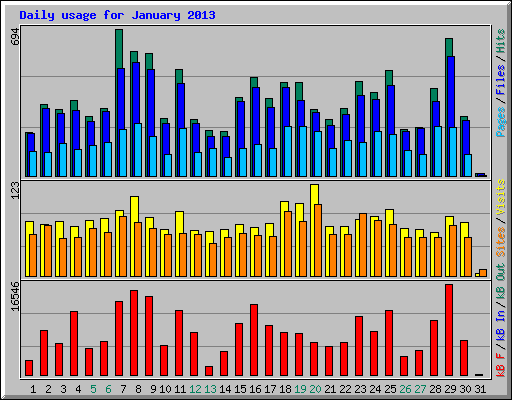 Daily usage for January 2013
694
Pages / Files / Hits
123
Sites / Visits
16546
kB F / kB In / kB Out
1 2 3 4 5 6 7 8 9 10 11 12 13 14 15 16 17 18 19 20 21 22 23 24 25 26 27 28 29 30 31